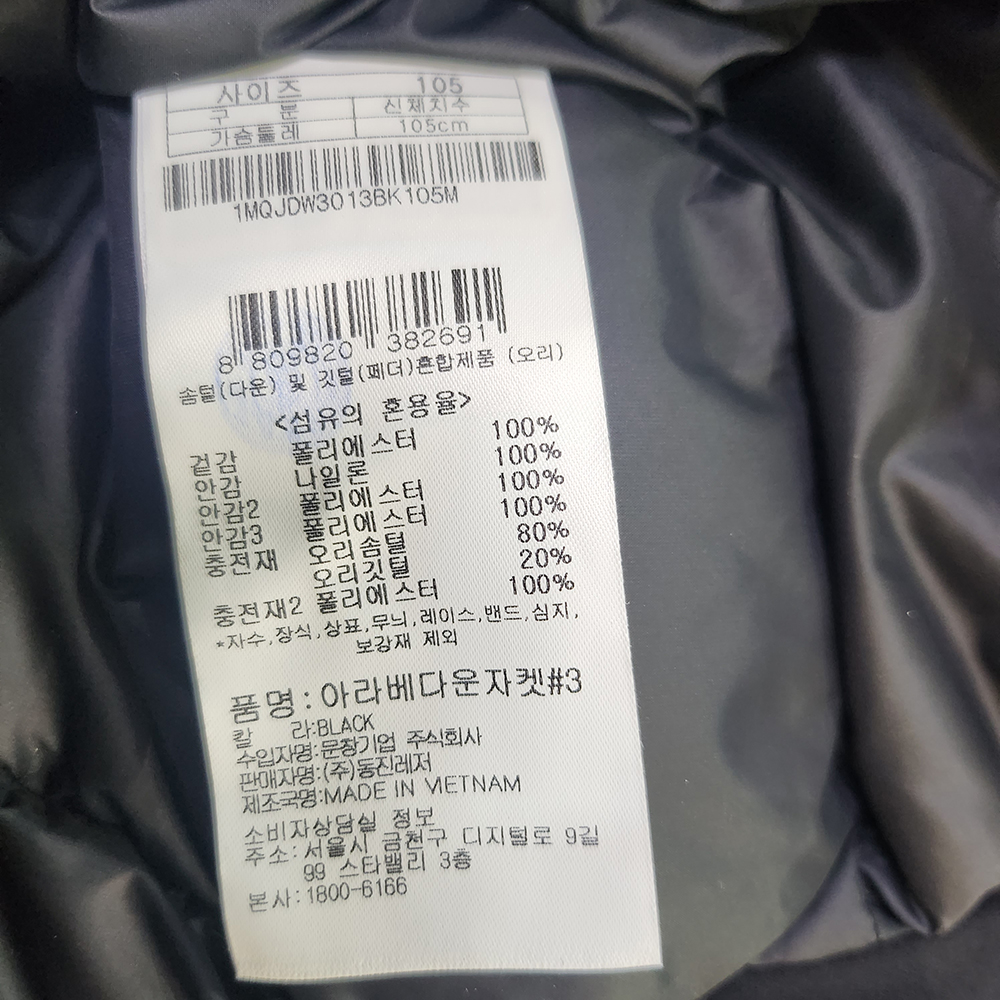 사이즈 105
구 분 신체치수
가슴둘레 105cm
1MQJDW3013BK105M
8 809820 382691
솜털(다운) 및 깃털(페더)혼합제품 (오리)
<섬유의 혼용율>
겉감 폴리에스터 100%
안감 나일론 100%
안감2 폴리에스터 100%
안감3 폴리에스터 100%
충전재 오리솜털 80%
오리깃털 20%
충전재2 폴리에스터 100%
*자수,장식,상표,무늬,레이스,밴드,심지,
보강재 제외
품명:아라베다운자켓#3
칼 라:BLACK
수입자명:문창기업 주식회사
판매자명:(주)동진레저
제조국명:MADE IN VIETNAM
소비자상담실 정보
주소:서울시 금천구 디지털로 9길
99 스타밸리 3층
본사:1800-6166